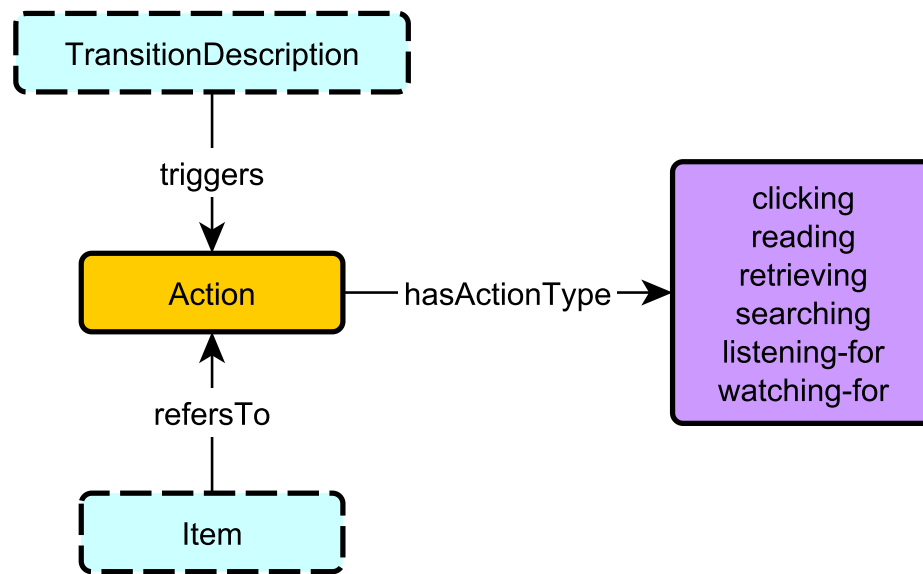 TransitionDescription
triggers
Action
hasActionType
clicking
reading
retrieving
searching
listening-for
watching-for
refersTo
Item